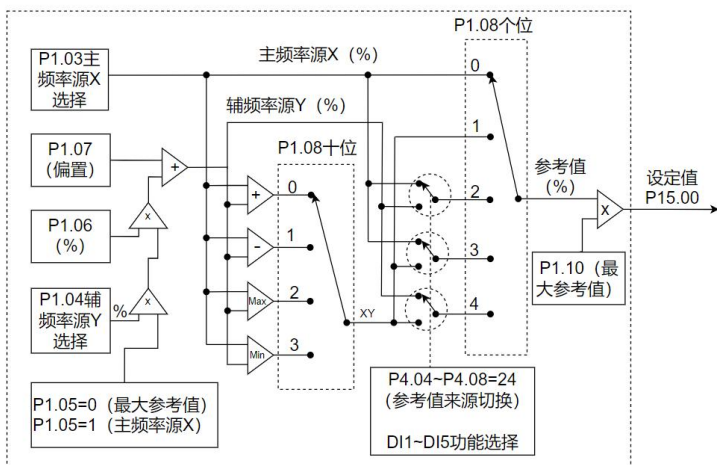 P1.08个位
P1.03主
频率源X
选择
主频率源X（%）
0
辅频率源Y（%）
P1.07
（偏置）
+
P1.08十位
1
+
0
参考值
（%）
设定值
P15.00
2
P1.06
（%）
x
-
1
X
3
P1.10（最
大参考值）
P1.04辅
频率源Y
选择
%
x
Max
2
XY
4
Min
3
P1.05=0（最大参考值）
P1.05=1（主频率源X）
P4.04~P4.08=24
（参考值来源切换）
DI1~DI5功能选择